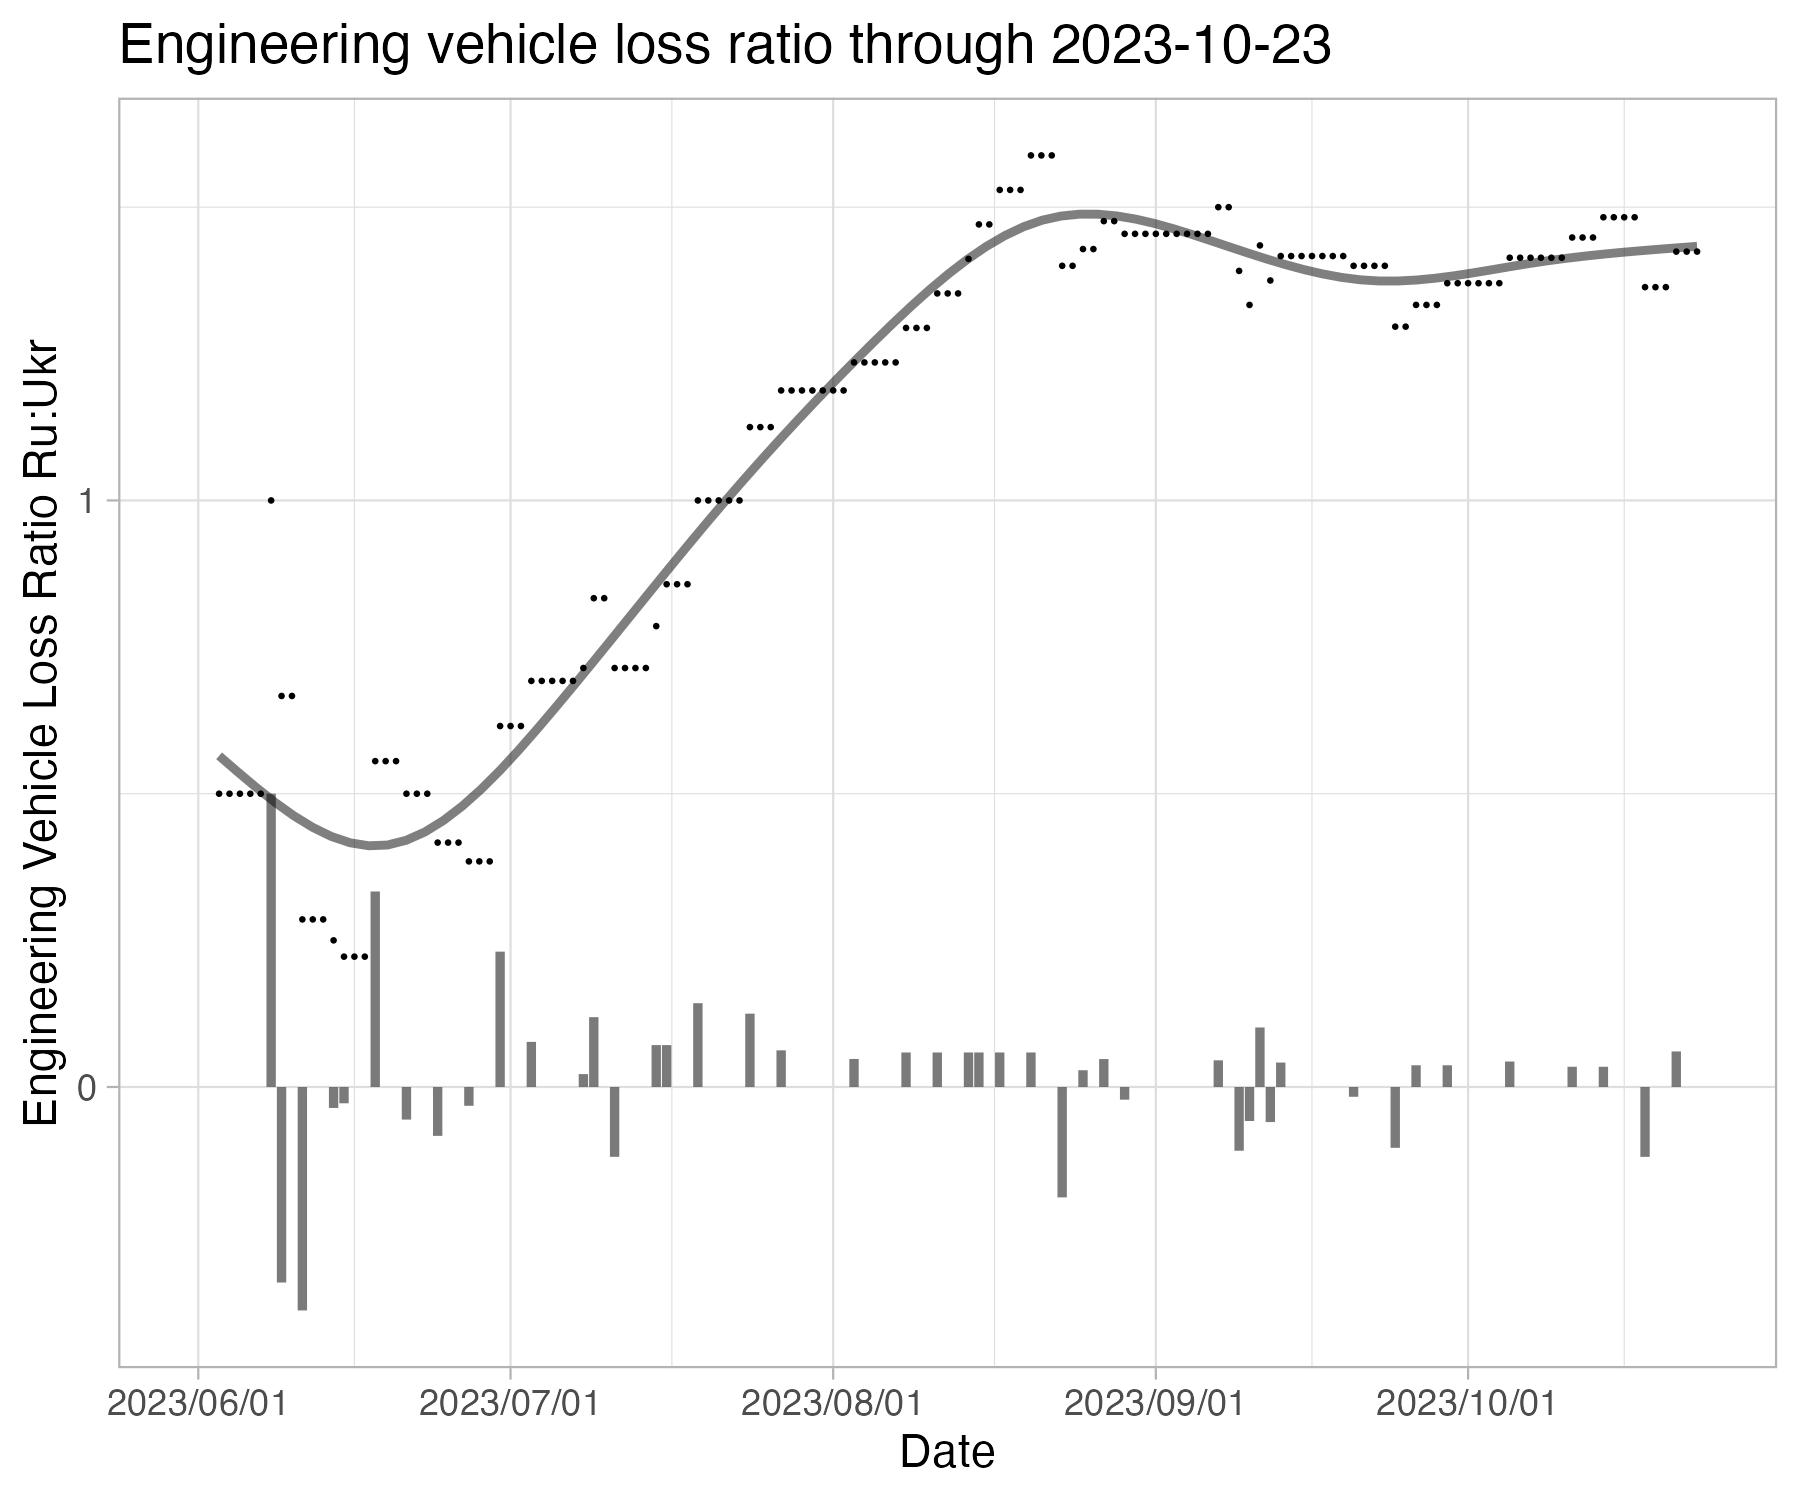 Engineering vehicle loss ratio through 2023-10-23
Engineering Vehicle Loss Ratio Ru:Ukr
1
0
2023/06/01 2023/07/01 2023/08/01 2023/09/01 2023/10/01
Date